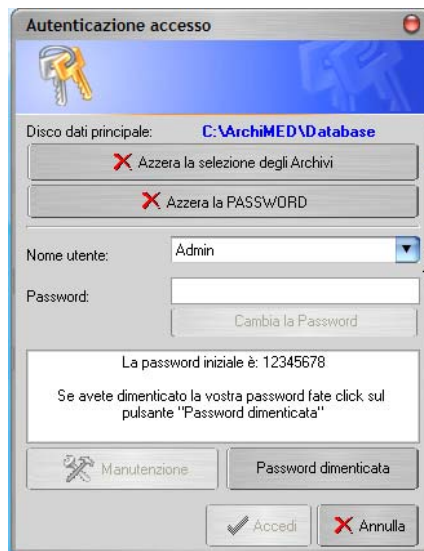 Autenticazione accesso
Disco dati principale: C:\ArchiMED\Database
Azzera la selezione degli Archivi
Azzera la PASSWORD
Nome utente: Admin
Password:
Cambia la Password
La password iniziale è: 12345678
Se avete dimenticato la vostra password fate click sul
pulsante "Password dimenticata"
Manutenzione Password dimenticata
Accedi Annulla